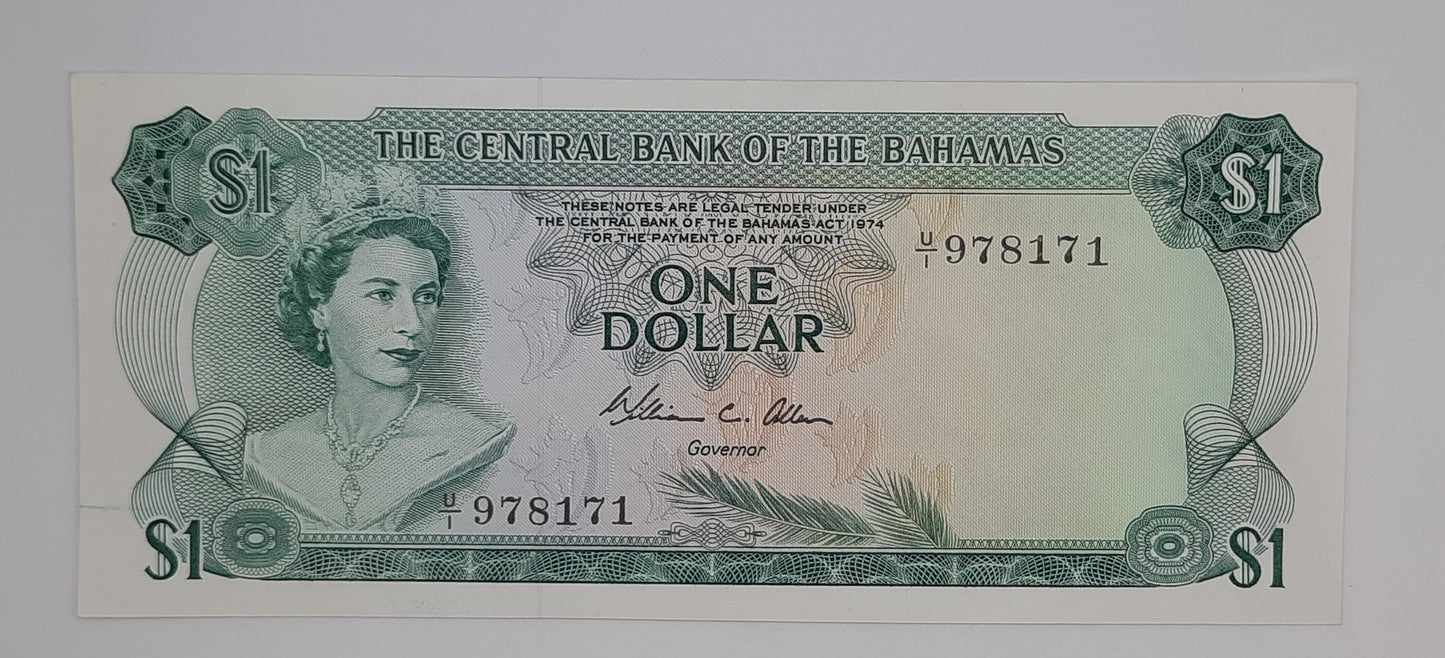 THE CENTRAL BANK OF THE BAHAMAS
$1
$1
THESE NOTES ARE LEGAL TENDER UNDER
THE CENTRAL BANK OF THE BAHAMAS ACT 1974
FOR THE PAYMENT OF ANY AMOUNT
U/1 978171
ONE
DOLLAR
William C. Allen
Governor
U/1 978171
$1
$1